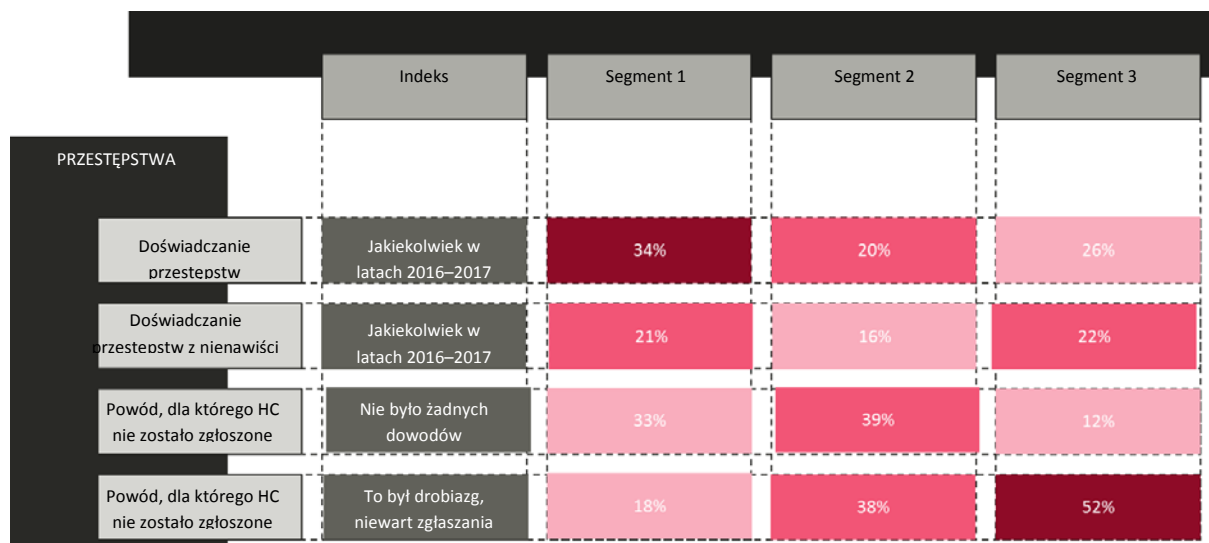 Indeks
Segment 1
Segment 2
Segment 3
PRZESTĘPSTWA
Doświadczanie
przestępstw
Jakiekolwiek w
latach 2016–2017
34%
20%
26%
Doświadczanie
przestępstw z nienawiści
Jakiekolwiek w
latach 2016–2017
21%
16%
22%
Powód, dla którego HC
nie zostało zgłoszone
Nie było żadnych
dowodów
33%
39%
12%
Powód, dla którego HC
nie zostało zgłoszone
To był drobiazg,
niewart zgłaszania
18%
38%
52%